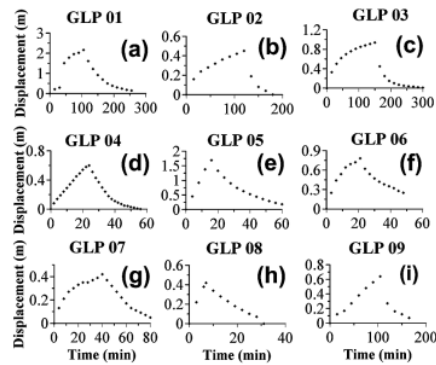 GLP 01 GLP 02 GLP 03
Displacement (m)
3 2 1 0
(a)
0 100 200 300
0.6 0.4 0.2 0
(b)
0 100 200
1.2 0.8 0.4 0
(c)
0 100 200 300
GLP 04 GLP 05 GLP 06
Displacement (m)
0.8 0.4 0
(d)
0 20 40 60
2 1.5 1 0.5 0
(e)
0 20 40 60
0.9 0.6 0.3 0
(f)
0 20 40 60
GLP 07 GLP 08 GLP 09
Displacement (m)
0.4 0.2 0
(g)
0 20 40 60 80
0.6 0.4 0.2 0
(h)
0 20 40
0.8 0.6 0.4 0.2 0
(i)
0 100 200
Time (min) Time (min) Time (min)